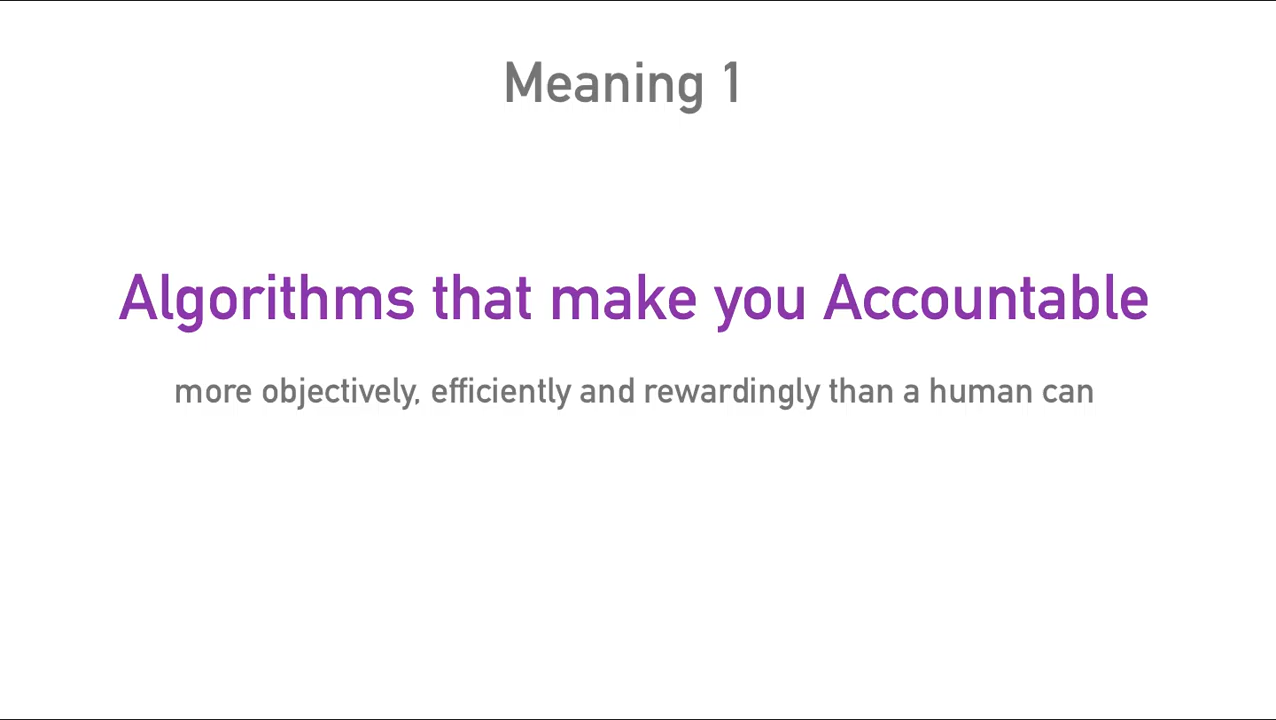 Meaning 1
Algorithms that make you Accountable
more objectively, efficiently and rewardingly than a human can